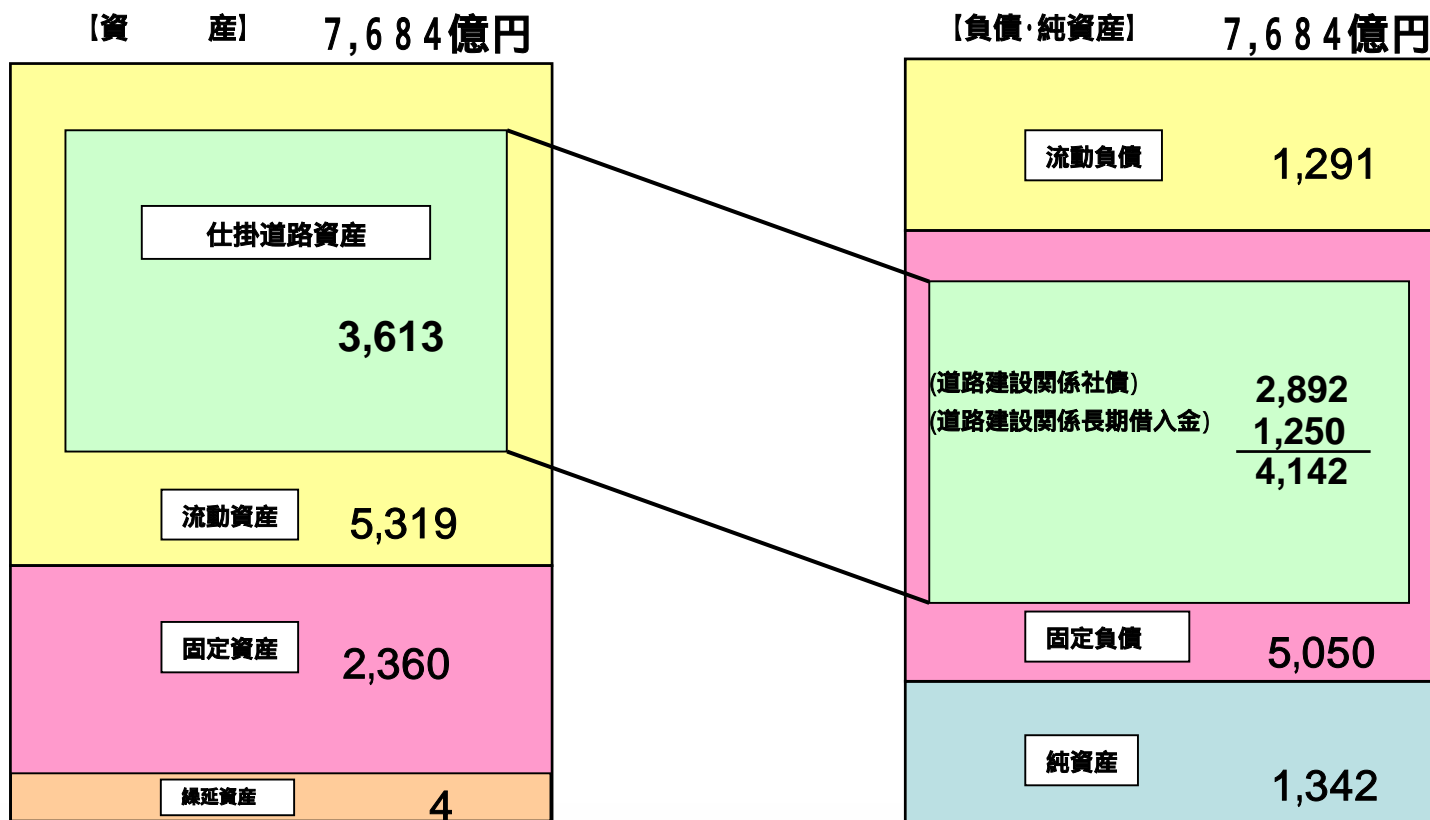 【資　産】 7,684億円
仕掛道路資産
3,613
流動資産 5,319
固定資産 2,360
繰延資産 4
【負債･純資産】 7,684億円
流動負債 1,291
(道路建設関係社債) 2,892
(道路建設関係長期借入金) 1,250
4,142
固定負債 5,050
純資産 1,342